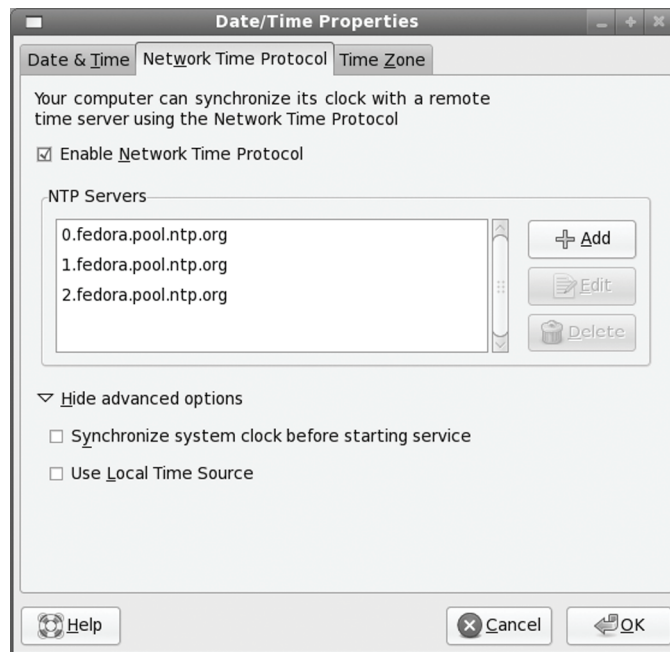 Date/Time Properties
Date & Time Network Time Protocol Time Zone
Your computer can synchronize its clock with a remote
time server using the Network Time Protocol
Enable Network Time Protocol
NTP Servers
0.fedora.pool.ntp.org
1.fedora.pool.ntp.org
2.fedora.pool.ntp.org
Add
Edit
Delete
Hide advanced options
Synchronize system clock before starting service
Use Local Time Source
Help Cancel OK